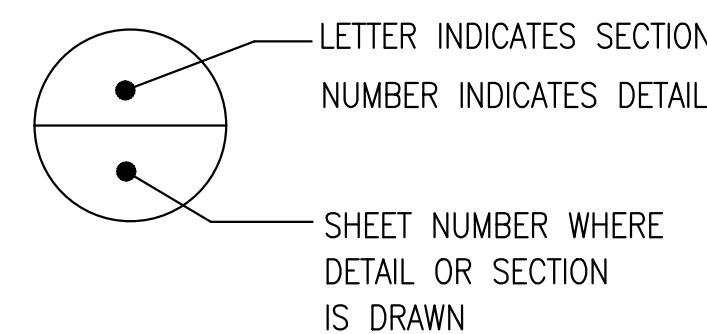 LETTER INDICATES SECTION
NUMBER INDICATES DETAIL
SHEET NUMBER WHERE
DETAIL OR SECTION
IS DRAWN